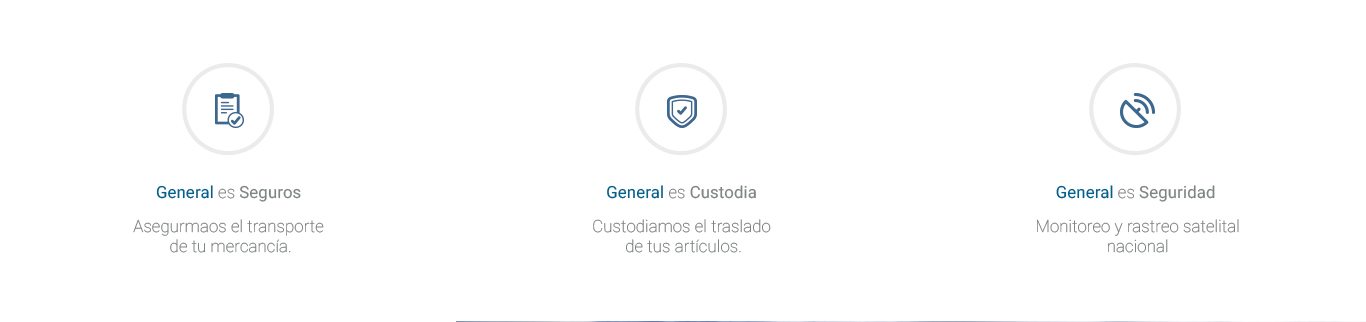 General es Seguros
Asegurmaos el transporte
de tu mercancía.
General es Custodia
Custodiamos el traslado
de tus artículos.
General es Seguridad
Monitoreo y rastreo satelital
nacional